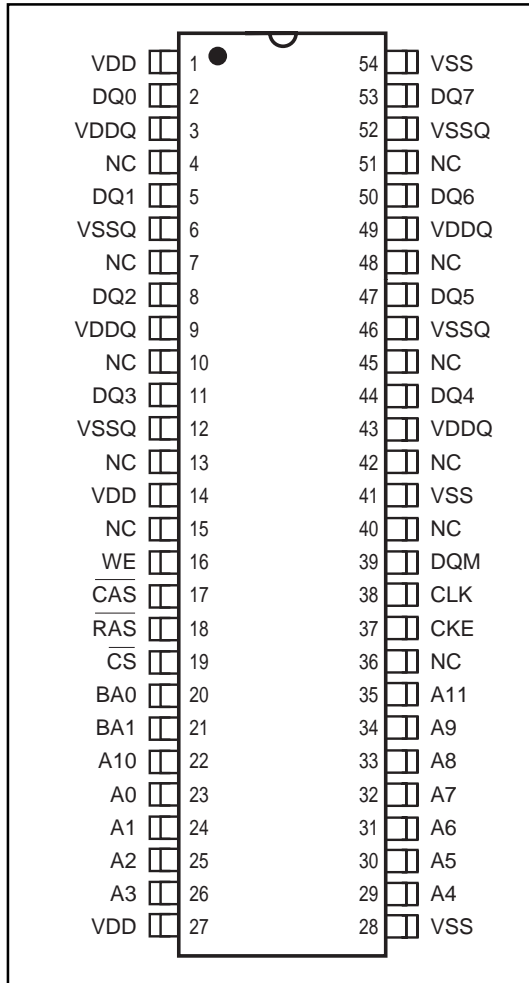 VDD 1 54 VSS
DQ0 2 53 DQ7
VDDQ 3 52 VSSQ
NC 4 51 NC
DQ1 5 50 DQ6
VSSQ 6 49 VDDQ
NC 7 48 NC
DQ2 8 47 DQ5
VDDQ 9 46 VSSQ
NC 10 45 NC
DQ3 11 44 DQ4
VSSQ 12 43 VDDQ
NC 13 42 NC
VDD 14 41 VSS
NC 15 40 NC
WE 16 39 DQM
CAS 17 38 CLK
RAS 18 37 CKE
CS 19 36 NC
BA0 20 35 A11
BA1 21 34 A9
A10 22 33 A8
A0 23 32 A7
A1 24 31 A6
A2 25 30 A5
A3 26 29 A4
VDD 27 28 VSS